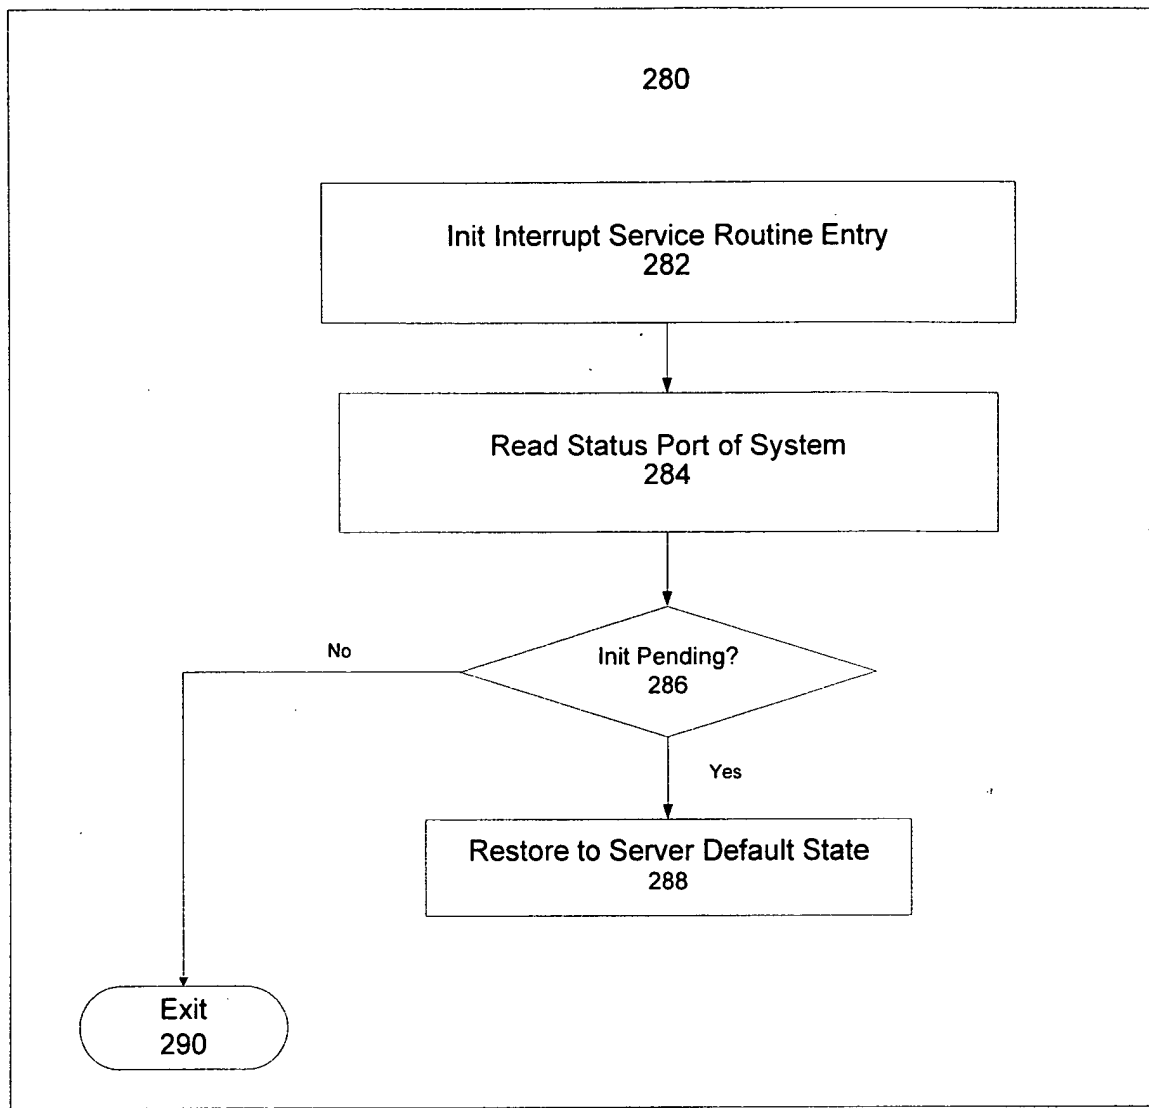 280
Init Interrupt Service Routine Entry
282
Read Status Port of System
284
No
Init Pending?
286
Yes
Restore to Server Default State
288
Exit
290